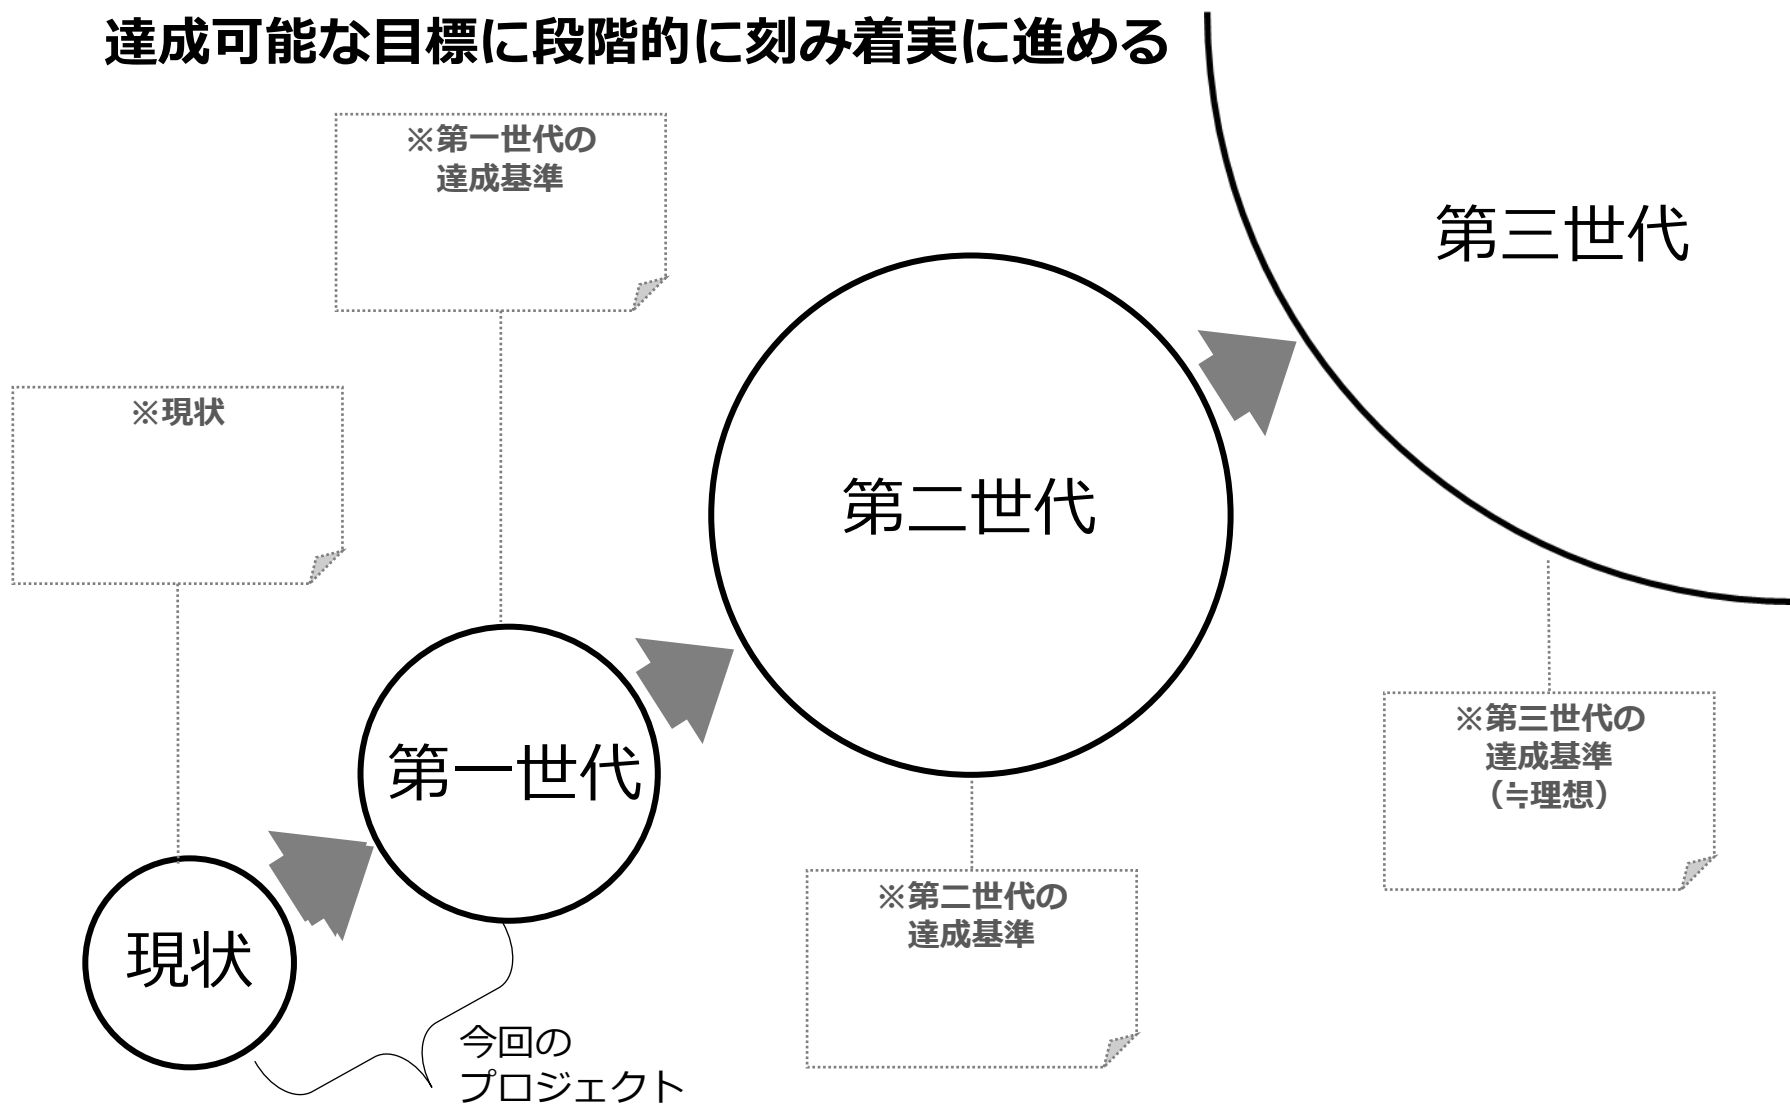 達成可能な目標に段階的に刻み着実に進める
※第一世代の
達成基準
第三世代
※現状
第二世代
※第三世代の
達成基準
（≒理想）
第一世代
※第二世代の
達成基準
現状
今回の
プロジェクト